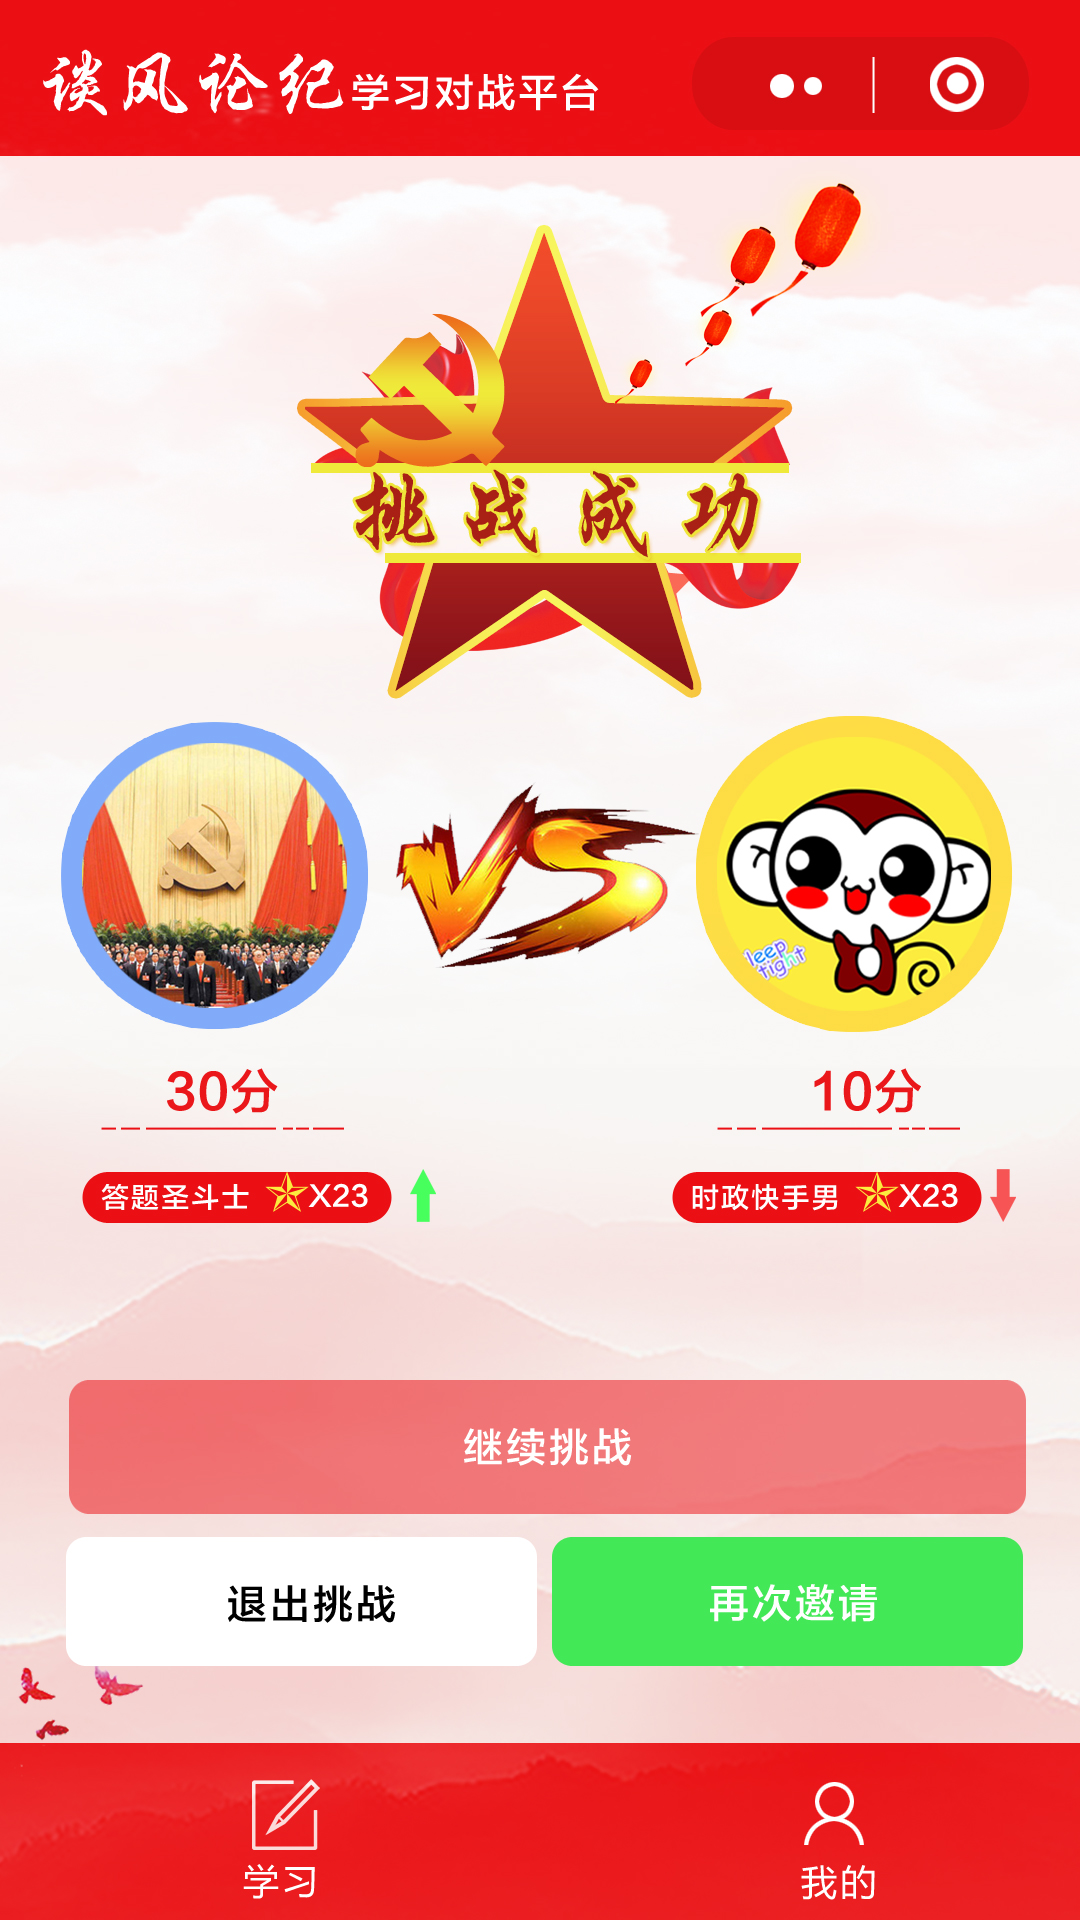 谈风论纪学习对战平台
挑战成功
VS
leep
tight
30分
10分
答题圣斗士 X23
时政快手男 X23
继续挑战
退出挑战
再次邀请
学习
我的